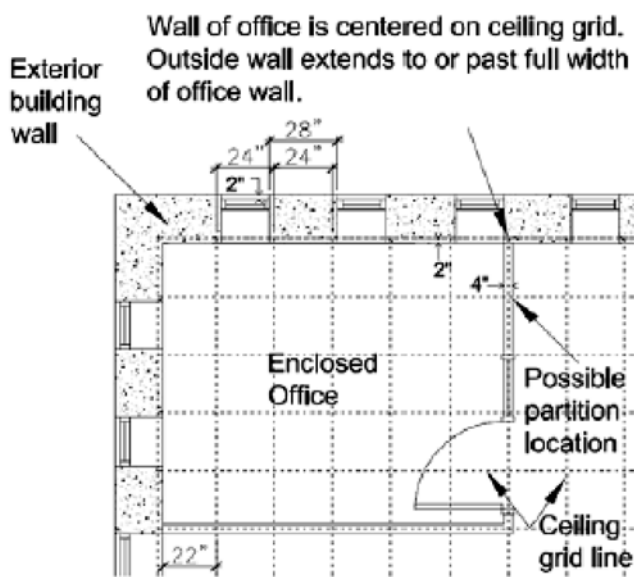 Wall of office is centered on ceiling grid.
Outside wall extends to or past full width
of office wall.
Exterior
building
wall
28"
24"
24"
2"
2"
4"
Enclosed
Office
Possible
partition
location
Ceiling
grid line
22"